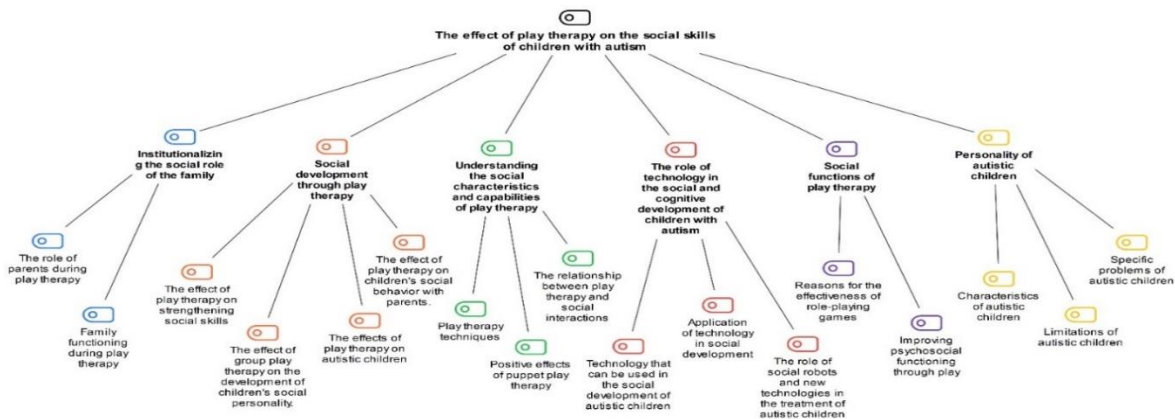 The effect of play therapy on the social skills
of children with autism
Institutionalizin
g the social role
of the family
Social
development
through play
therapy
Understanding
the social
characteristics
and capabilities
of play therapy
The role of
technology in
the social and
cognitive
development of
children with
autism
Social
functions of
play therapy
Personality of
autistic
children
The role of
parents during
play therapy
Family
functioning
during play
therapy
The effect of
play therapy on
strengthening
social skills
The effect of
group play
therapy on the
development of
children's social
personality.
The effects of
play therapy on
autistic children
The effect of
play therapy on
children's social
behavior with
parents.
Play therapy
techniques
Positive effects
of puppet play
therapy
The relationship
between play
therapy and
social
interactions
Technology that
can be used in
the social
development of
autistic children
Application of
technology
in social
development
The role of
social robots
and new
technologies
in the treatment
of autistic children
Reasons for the
effectiveness of
role-playing
games
Improving
psychosocial
functioning
through play
Characteristics
of autistic
children
Limitations of
autistic children
Specific
problems of
autistic children